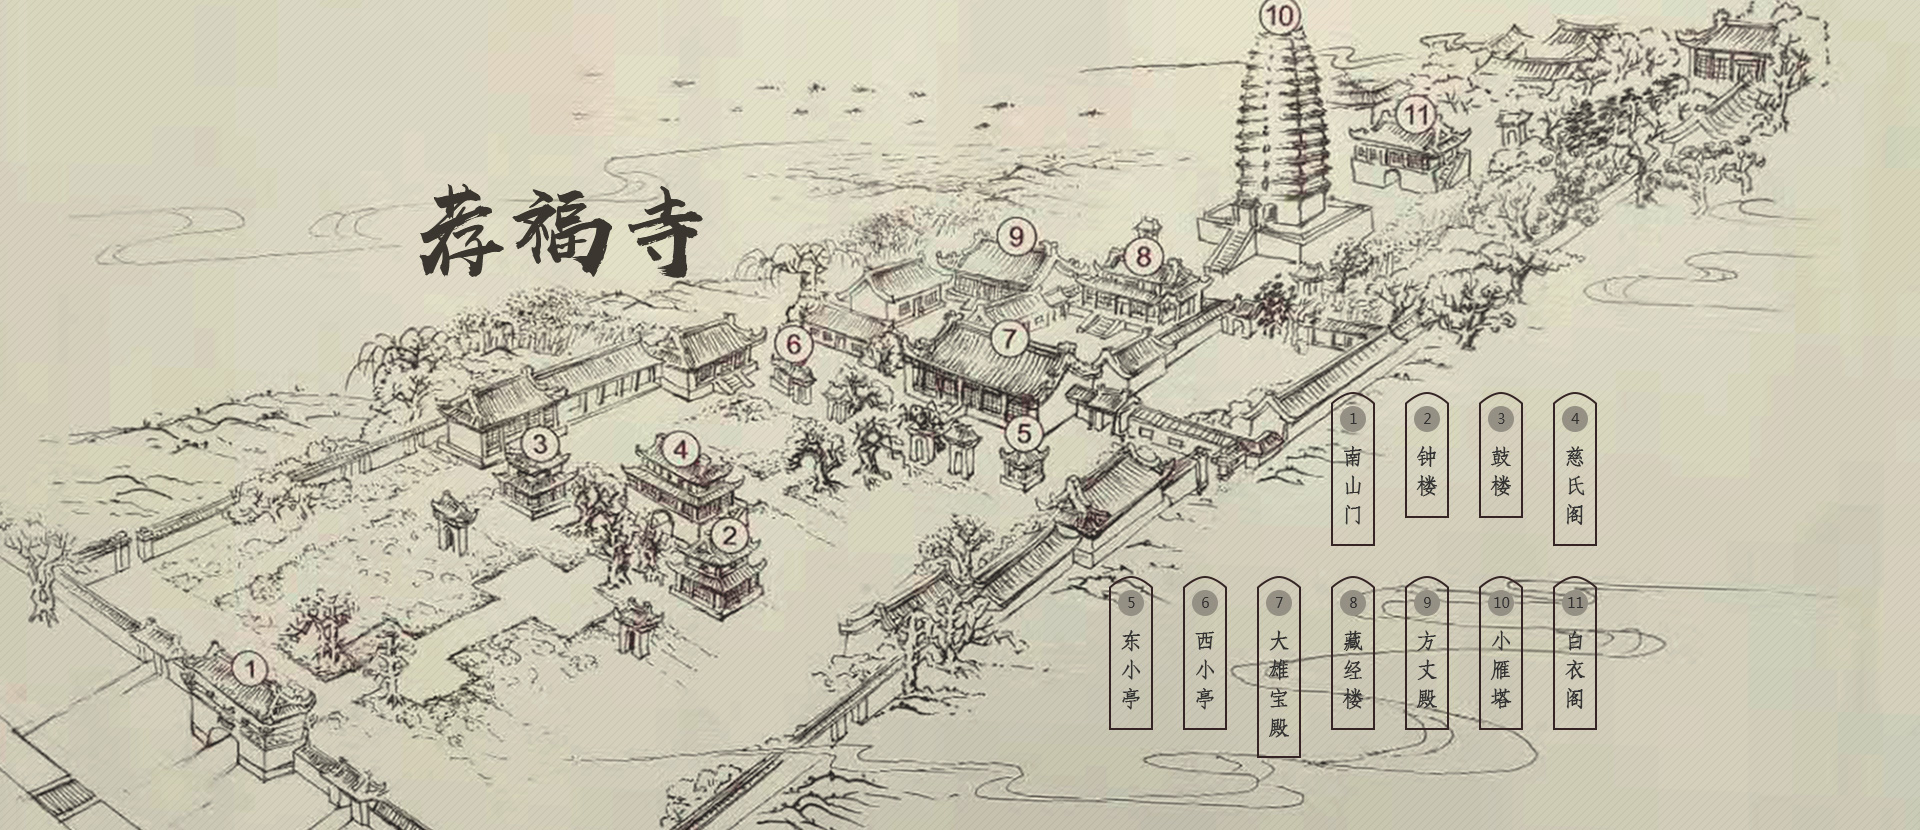 荐福寺
10
11
9
8
7
6
5
3
4
2
1
1 南山门
2 钟楼
3 鼓楼
4 慈氏阁
5 东小亭
6 西小亭
7 大雄宝殿
8 藏经楼
9 方丈殿
10 小雁塔
11 白衣阁